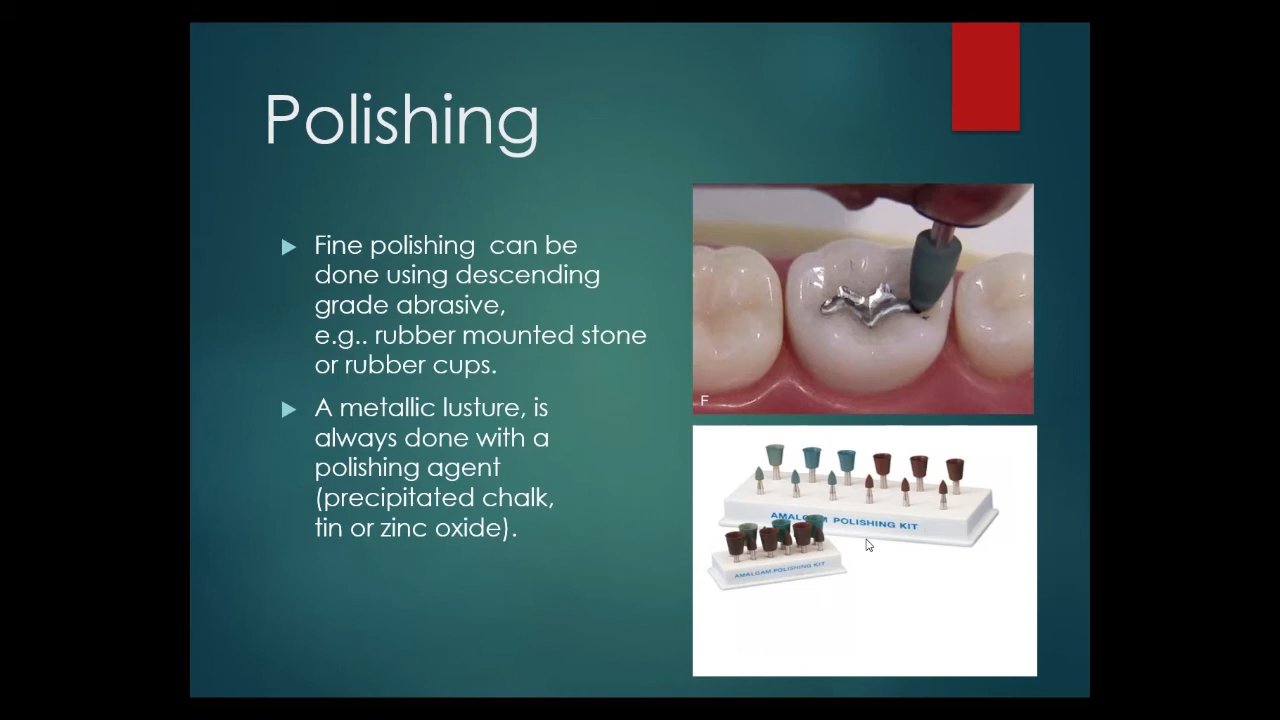 Polishing
Fine polishing  can be
done using descending
grade abrasive,
e.g.. rubber mounted stone
or rubber cups.
A metallic lusture, is
always done with a
polishing agent
(precipitated chalk,
tin or zinc oxide).
F
AMALGAM POLISHING KIT
AMALGAM POLISHING KIT